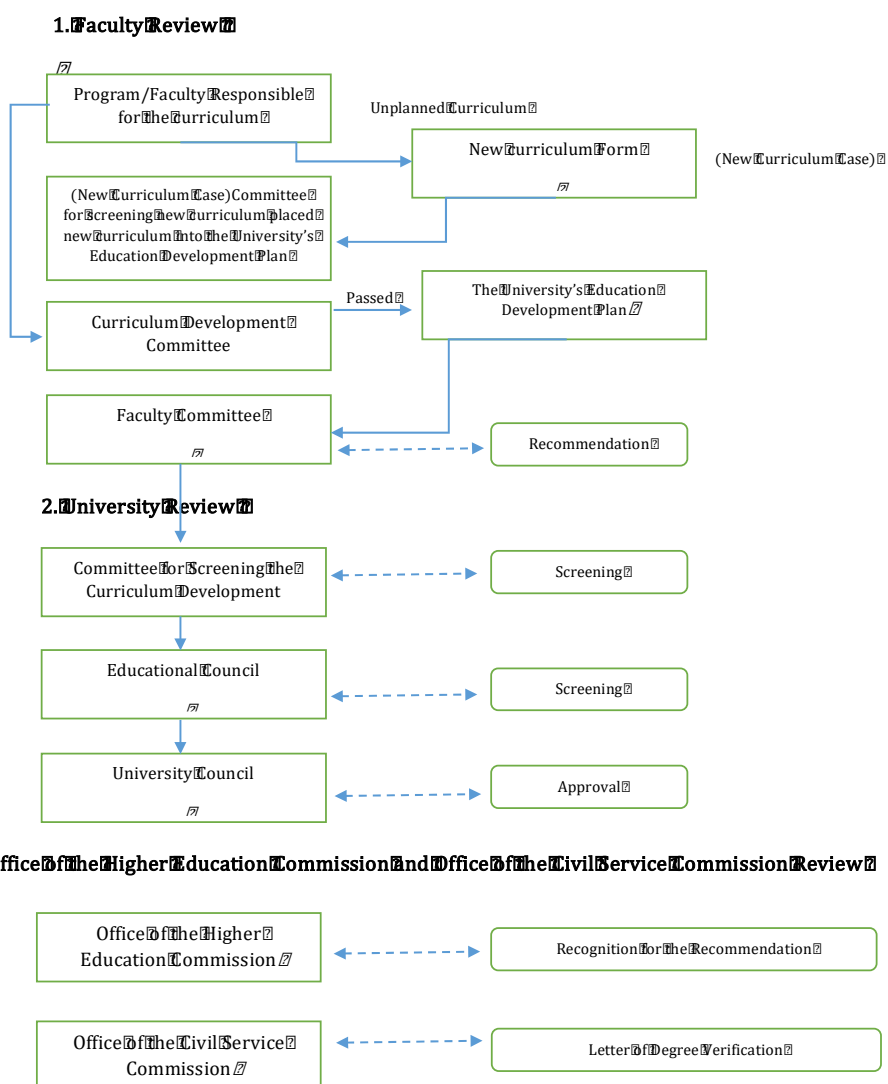 1. Faculty Review
Program/Faculty Responsible
for the curriculum
Unplanned Curriculum
New curriculum Form
(New Curriculum Case)
(New Curriculum Case)Committee
for screening new curriculum placed
new curriculum into the University's
Education Development Plan
Passed
The University's Education
Development Plan
Curriculum Development
Committee
Faculty Committee
Recommendation
2. University Review
Committee for Screening the
Curriculum Development
Screening
Educational Council
Screening
University Council
Approval
ffice of the Higher Education Commission and Office of the Civil Service Commission Review
Office of the Higher
Education Commission
Recognition for the Recommendation
Office of the Civil Service
Commission
Letter of Degree Verification